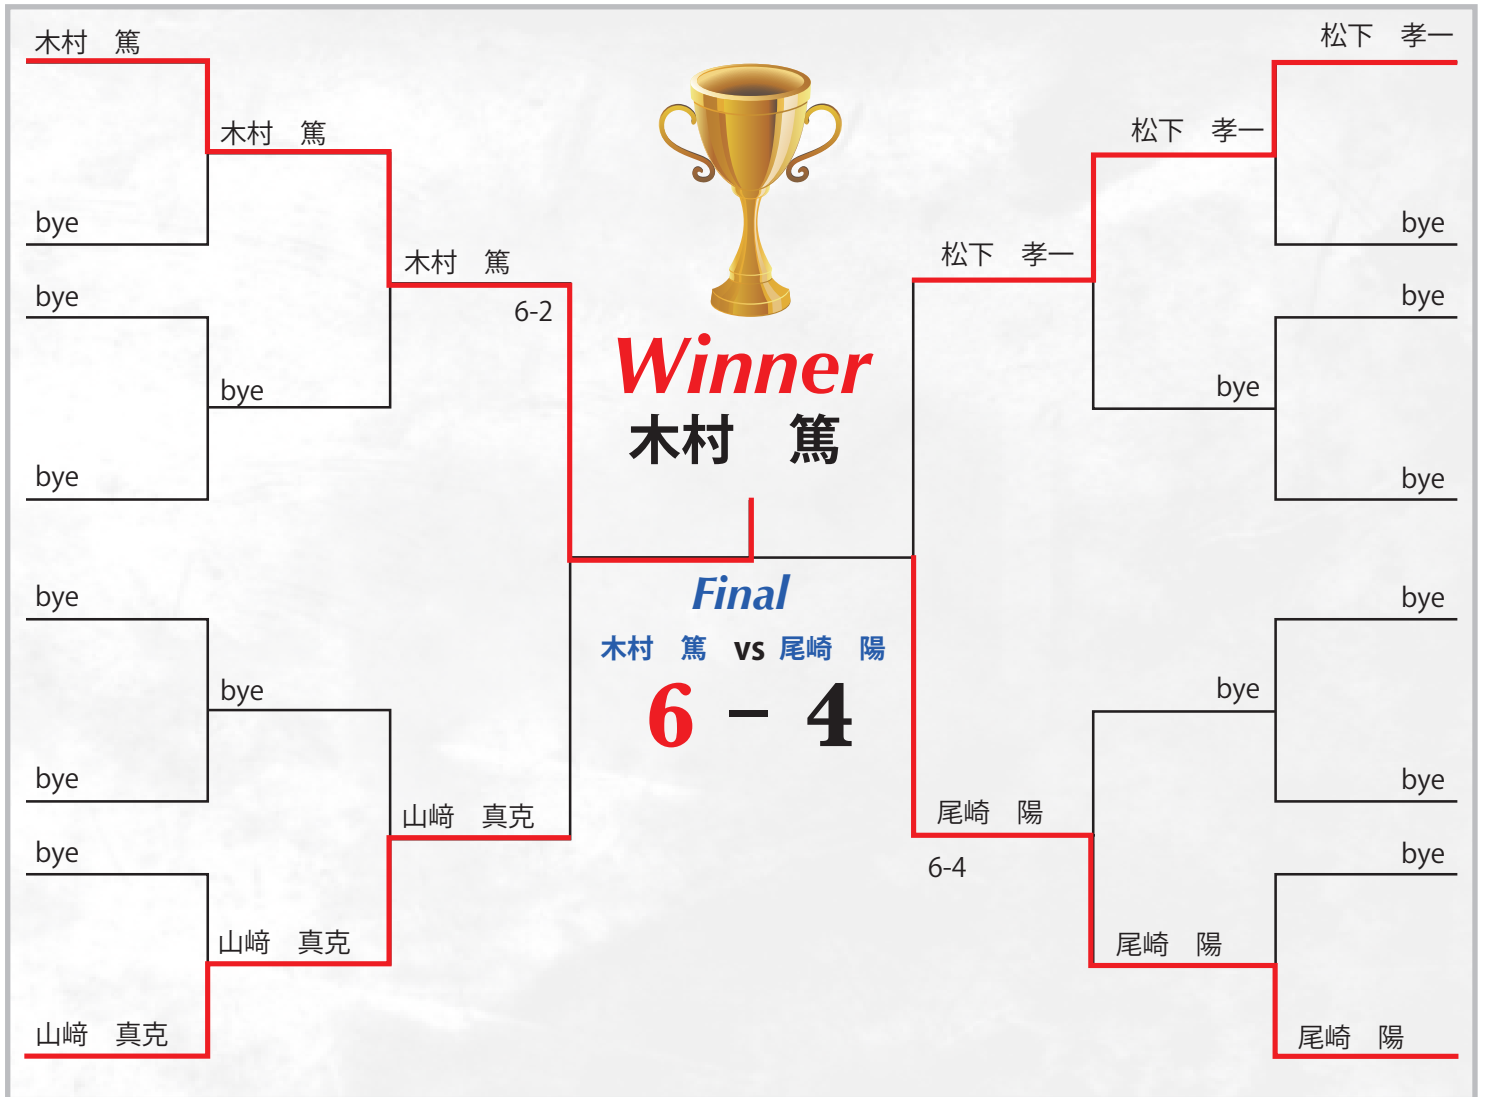 木村　篤
松下　孝一
木村　篤
松下　孝一
bye
bye
木村　篤
松下　孝一
bye
bye
6-2
Winner
木村　篤
bye
bye
bye
bye
Final
bye
bye
木村　篤 vs 尾崎　陽
6 － 4
bye
bye
bye
bye
山﨑　真克
尾崎　陽
bye
bye
6-4
山﨑　真克
尾崎　陽
山﨑　真克
尾崎　陽